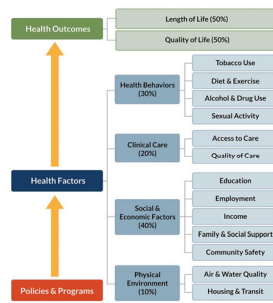 Health Outcomes
Length of Life (50%)
Quality of Life (50%)
Health Factors
Health Behaviors
(30%)
Tobacco Use
Diet & Exercise
Alcohol & Drug Use
Sexual Activity
Clinical Care
(20%)
Access to Care
Quality of Care
Social &
Economic Factors
(40%)
Education
Employment
Income
Family & Social Support
Community Safety
Physical
Environment
(10%)
Air & Water Quality
Housing & Transit
Policies & Programs